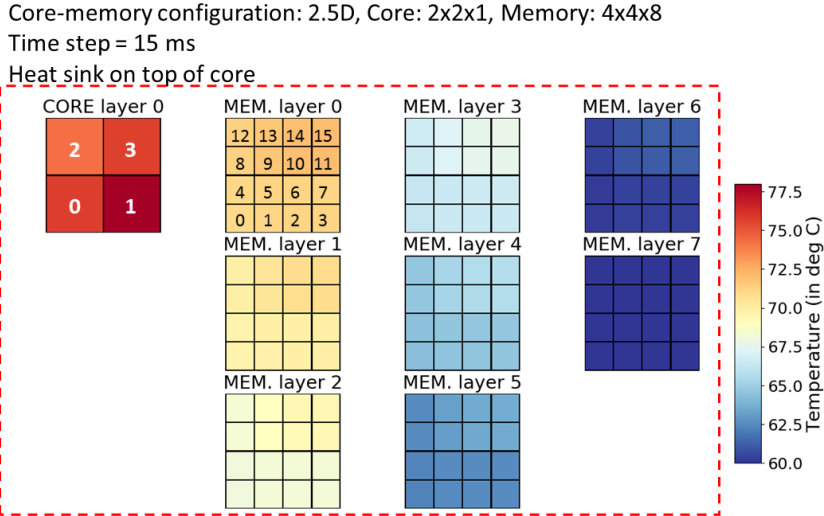 Core-memory configuration: 2.5D, Core: 2x2x1, Memory: 4x4x8
Time step = 15 ms
Heat sink on top of core
CORE layer 0
2 3
0 1
MEM. layer 0
12 13 14 15
8 9 10 11
4 5 6 7
0 1 2 3
MEM. layer 1
MEM. layer 2
MEM. layer 3
MEM. layer 4
MEM. layer 5
MEM. layer 6
MEM. layer 7
77.5
75.0
72.5
70.0
67.5
65.0
62.5
60.0
Temperature (in deg C)